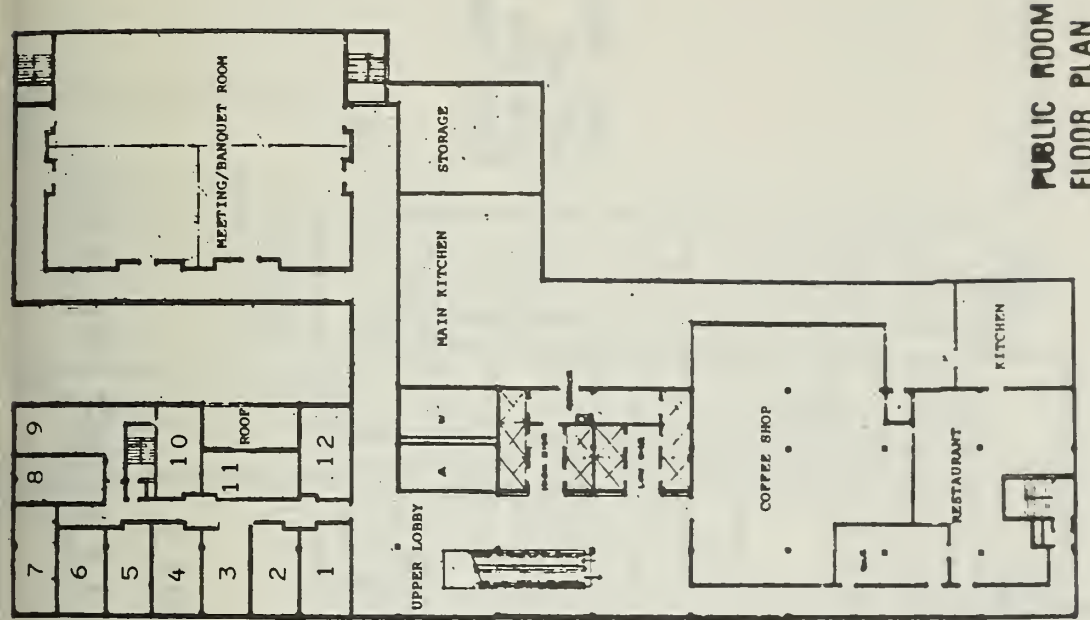 PUBLIC ROOM
FLOOR PLAN
MEETING/BANQUET ROOM
STORAGE
MAIN KITCHEN
9
8
10
ROOF
11
12
7
6
5
4
3
2
1
A
B
UPPER LOBBY
COFFEE SHOP
KITCHEN
RESTAURANT